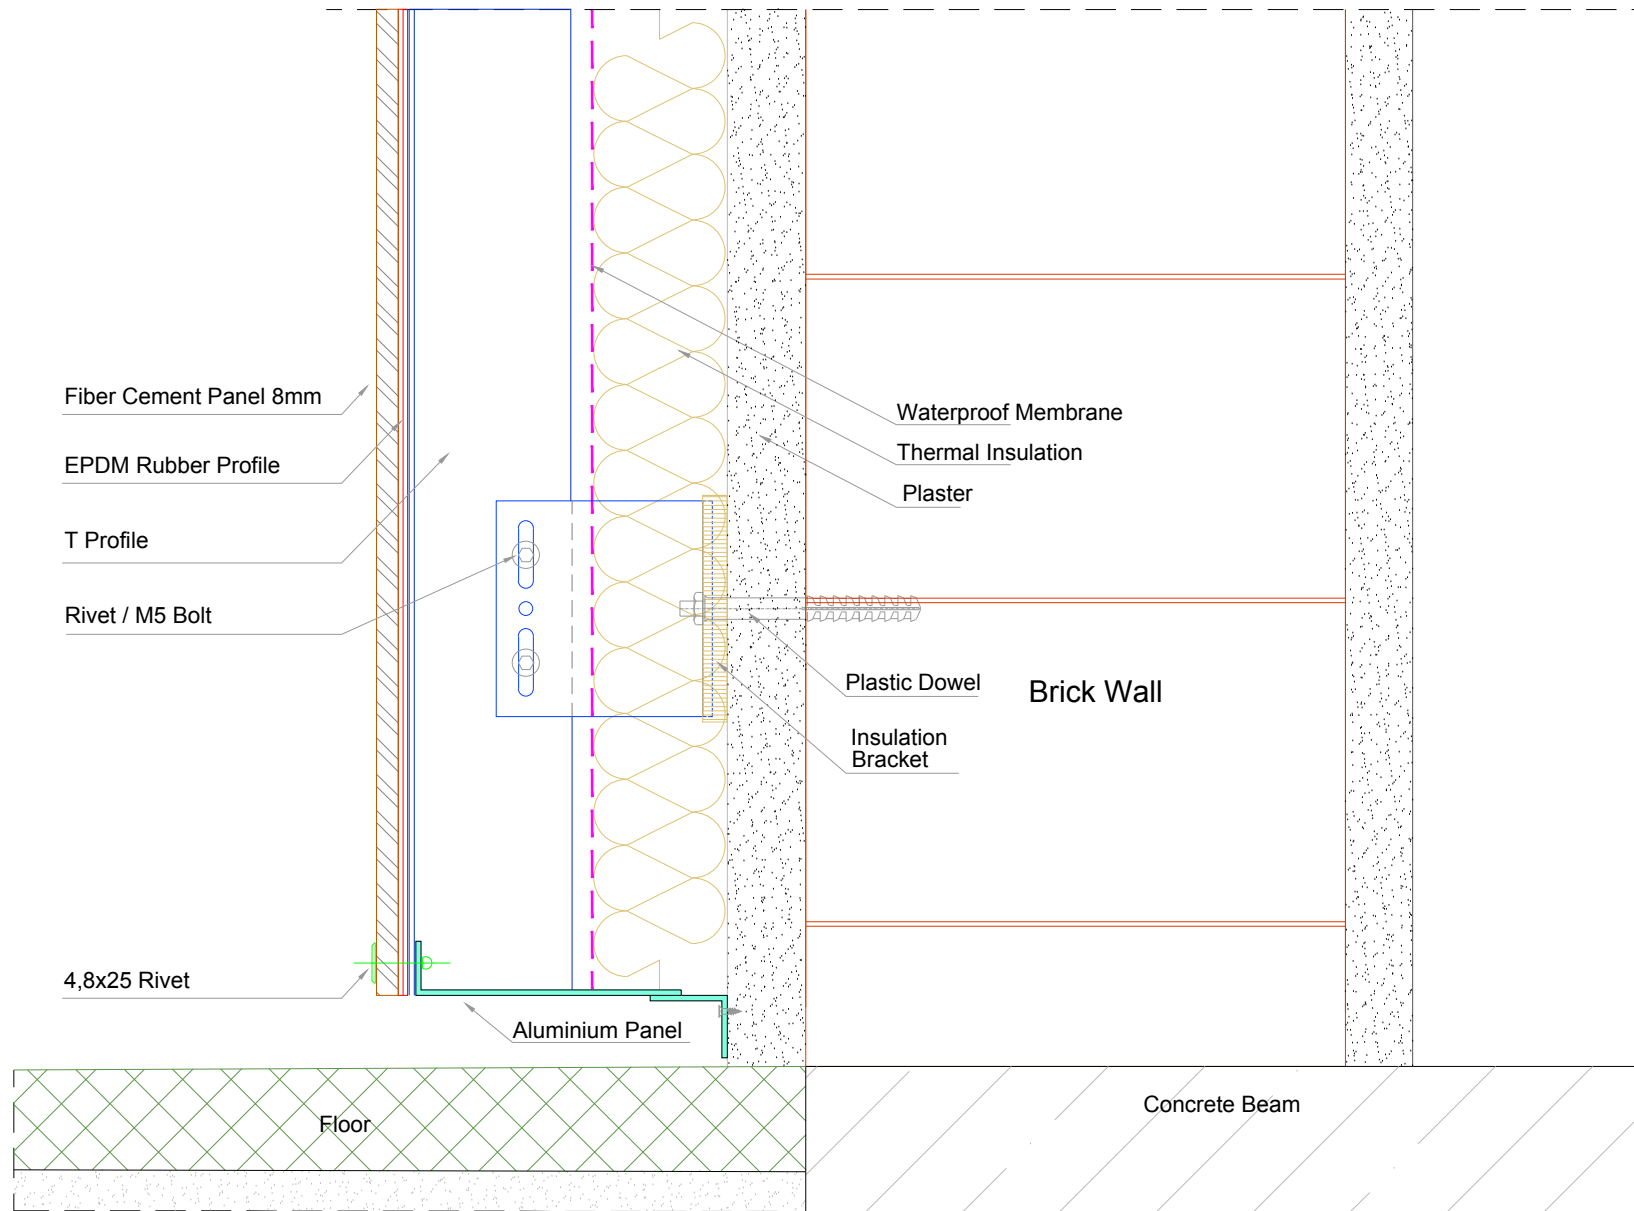 Fiber Cement Panel 8mm
EPDM Rubber Profile
T Profile
Rivet / M5 Bolt
4,8x25 Rivet
Aluminium Panel
Waterproof Membrane
Thermal Insulation
Plaster
Plastic Dowel
Brick Wall
Insulation
Bracket
Floor
Concrete Beam